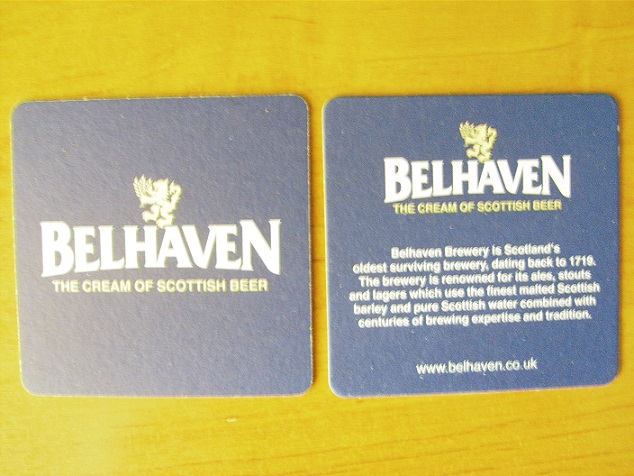 BELHAVEN
THE CREAM OF SCOTTISH BEER
BELHAVEN
THE CREAM OF SCOTTISH BEER
Belhaven Brewery is Scotland's
oldest surviving brewery, dating back to 1719.
The brewery is renowned for its ales, stouts
and lagers which use the finest malted Scottish
barley and pure Scottish water combined with
centuries of brewing expertise and tradition.
www.belhaven.co.uk